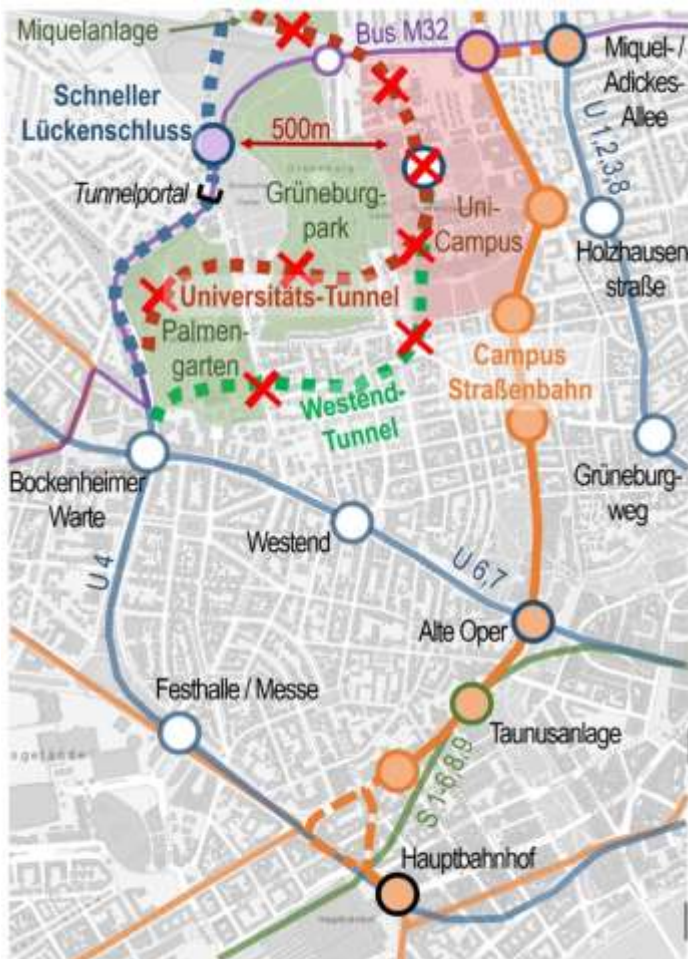 Miquelanlage
Bus M32
Miquel-/
Adickes-
Allee
Schneller
Lückenschluss
500m
U 1,2,3,8
Tunnelportal
Grüneburg-
park
Uni-
Campus
Holzhausen
straße
Universitäts-Tunnel
Palmen-
garten
Campus
Straßenbahn
Westend-
Tunnel
Bockenheimer
Warte
Grüneburg-
weg
Westend
U 4
U 6,7
Alte Oper
Festhalle / Messe
Taunusanlage
S 1-6,8,9
Hauptbahnhof